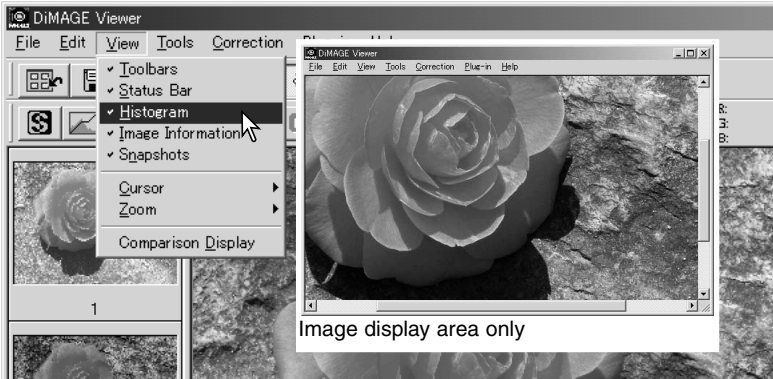 DiMAGE Viewer
File Edit View Tools Correction
Toolbars
Status Bar
Histogram
Image Information
Snapshots
Cursor
Zoom
Comparison Display
1
DiMAGE Viewer
File Edit View Tools Correction Plug-in Help
Image display area only
R:
G:
B: